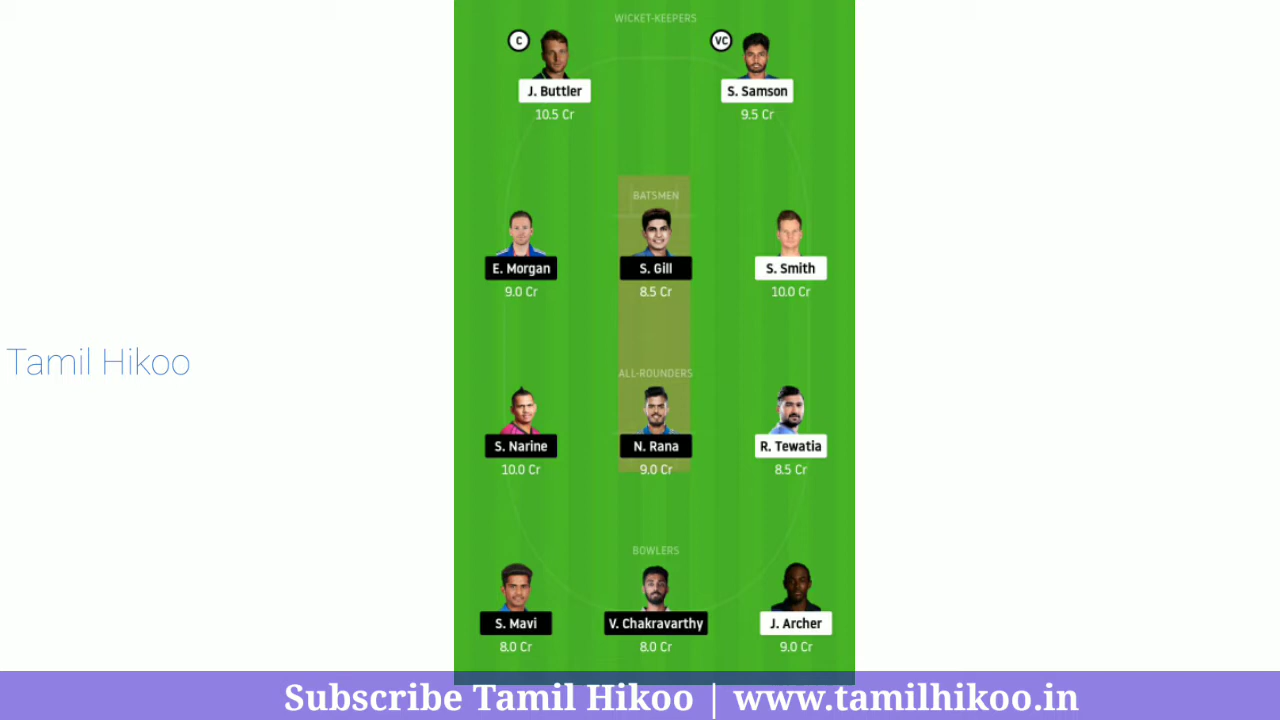 WICKET-KEEPERS
C
VC
J. Buttler
S. Samson
10.5 Cr
9.5 Cr
BATSMEN
E. Morgan
S. Gill
S. Smith
9.0 Cr
8.5 Cr
10.0 Cr
Tamil Hikoo
ALL-ROUNDERS
S. Narine
N. Rana
R. Tewatia
10.0 Cr
9.0 Cr
8.5 Cr
BOWLERS
S. Mavi
V. Chakravarthy
J. Archer
8.0 Cr
8.0 Cr
9.0 Cr
Subscribe Tamil Hikoo | www.tamilhikoo.in